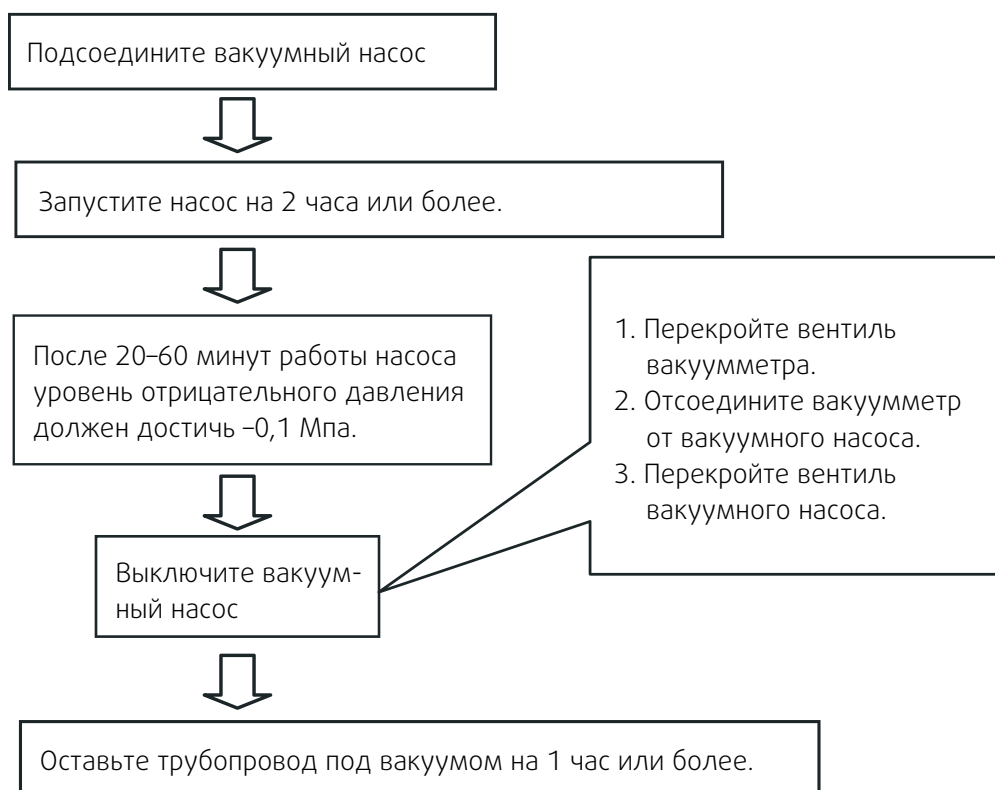 Подсоедините вакуумный насос
Запустите насос на 2 часа или более.
После 20–60 минут работы насоса
уровень отрицательного давления
должен достичь –0,1 Мпа.
Выключите вакуум-
ный насос
1. Перекройте вентиль
вакуумметра.
2. Отсоедините вакуумметр
от вакуумного насоса.
3. Перекройте вентиль
вакуумного насоса.
Оставьте трубопровод под вакуумом на 1 час или более.